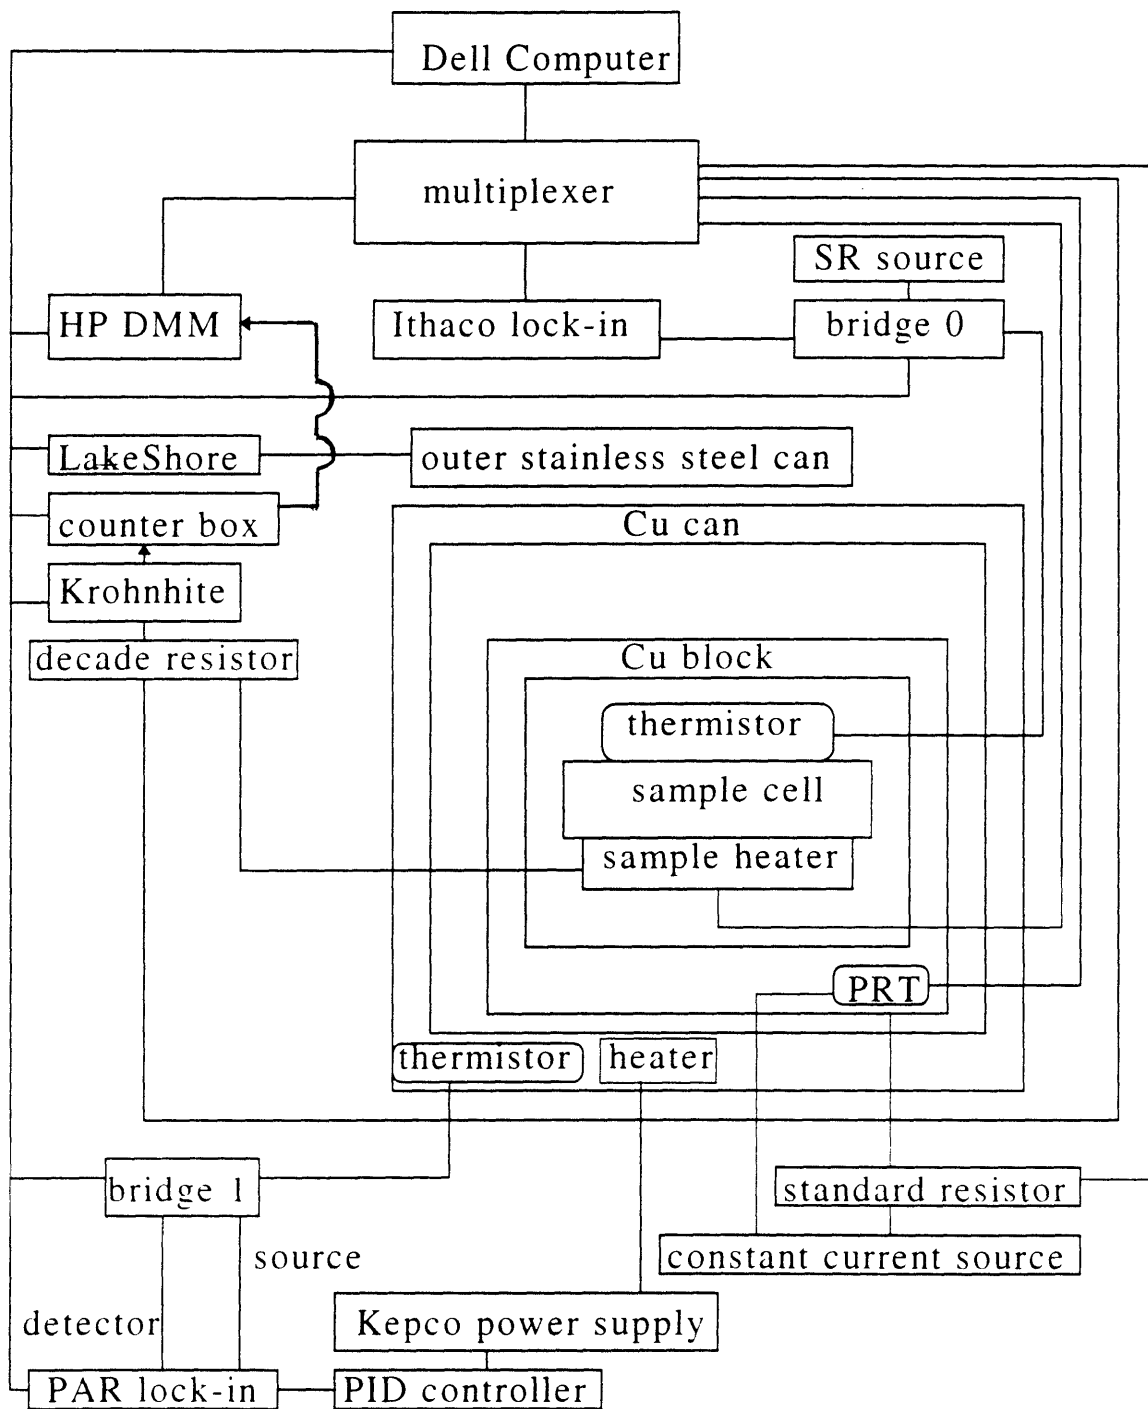 Dell Computer
multiplexer
SR source
HP DMM
Ithaco lock-in
bridge 0
LakeShore
outer stainless steel can
counter box
Cu can
Krohnhite
decade resistor
Cu block
thermistor
sample cell
sample heater
PRT
thermistor
heater
bridge 1
standard resistor
source
constant current source
detector
Kepco power supply
PAR lock-in
PID controller